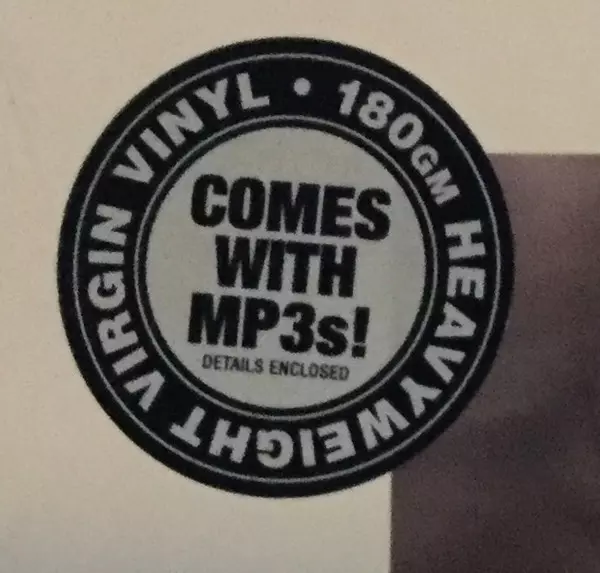 180GM HEAVYWEIGHT VIRGIN VINYL •
COMES
WITH
MP3s!
DETAILS ENCLOSED